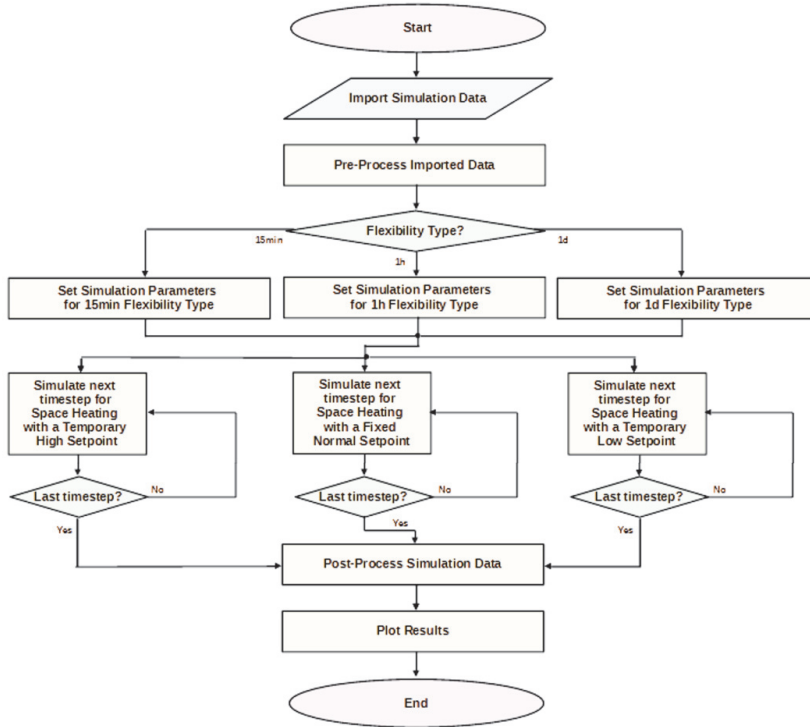 Start
Import Simulation Data
Pre-Process Imported Data
Flexibility Type?
15min
1h
1d
Set Simulation Parameters
for 15min Flexibility Type
Set Simulation Parameters
for 1h Flexibility Type
Set Simulation Parameters
for 1d Flexibility Type
Simulate next
timestep for
Space Heating
with a Temporary
High Setpoint
Simulate next
timestep for
Space Heating
with a Fixed
Normal Setpoint
Simulate next
timestep for
Space Heating
with a Temporary
Low Setpoint
Last timestep?
No
Last timestep?
No
Last timestep?
No
Yes
Yes
Yes
Post-Process Simulation Data
Plot Results
End